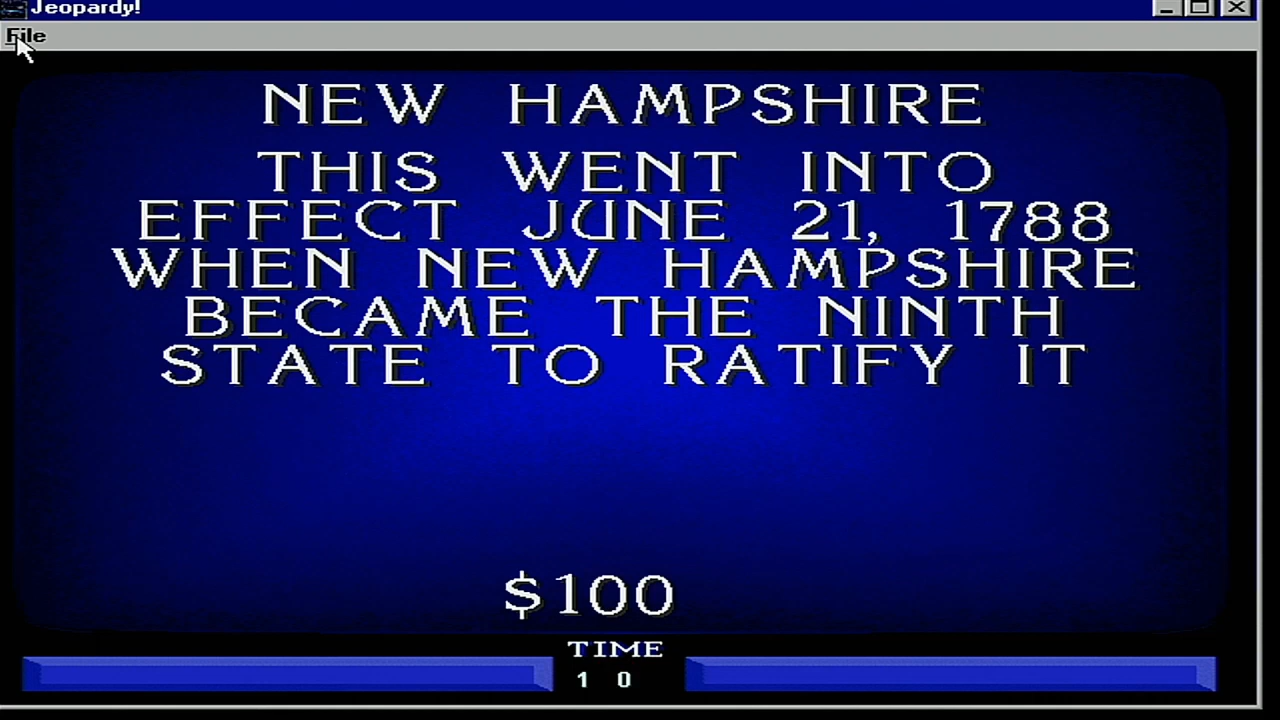 Jeopardy!
File
NEW HAMPSHIRE
THIS WENT INTO
EFFECT JUNE 21, 1788
WHEN NEW HAMPSHIRE
BECAME THE NINTH
STATE TO RATIFY IT
$100
TIME
1 0